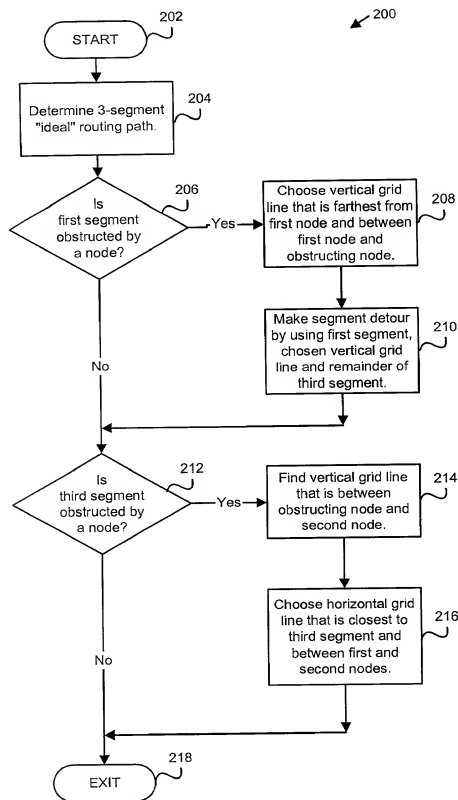 202
200
START
204
Determine 3-segment
"ideal" routing path.
206
Is
first segment
obstructed by
a node?
Yes
Choose vertical grid
line that is farthest from
first node and between
first node and
obstructing node.
208
Make segment detour
by using first segment,
chosen vertical grid
line and remainder of
third segment.
210
No
212
Is
third segment
obstructed by
a node?
Yes
Find vertical grid line
that is between
obstructing node and
second node.
214
Choose horizontal grid
line that is closest to
third segment and
between first and
second nodes.
216
No
218
EXIT